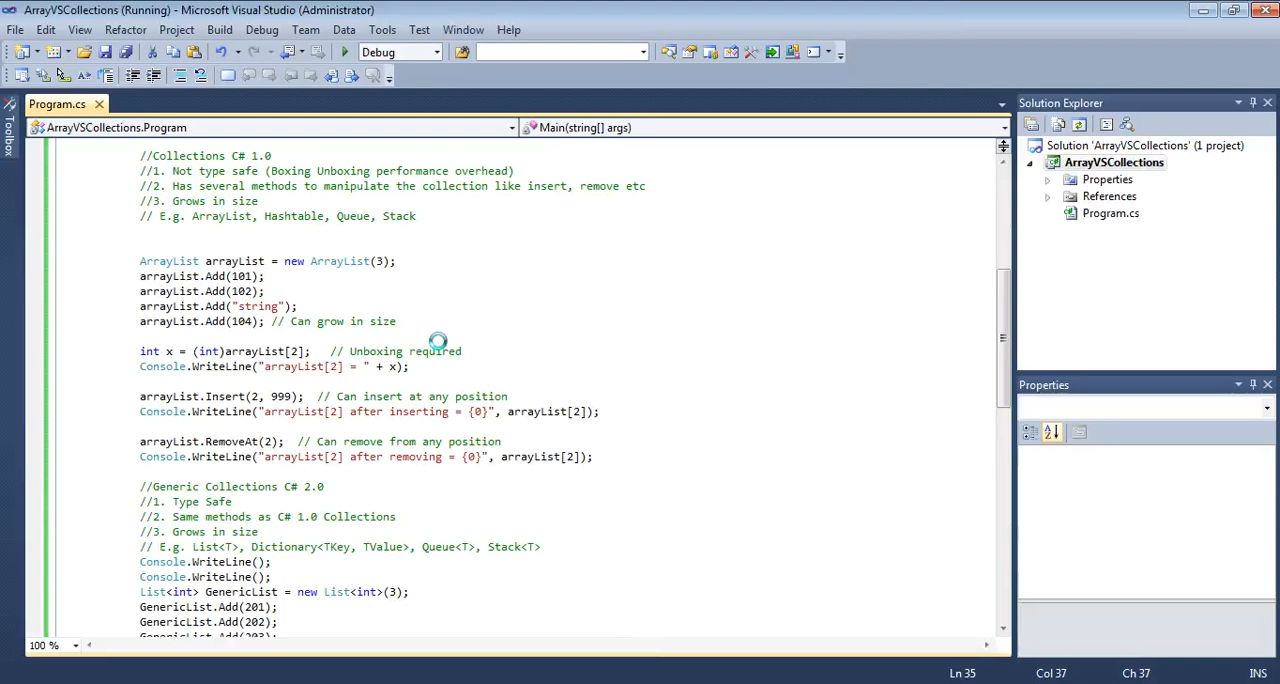 ArrayVSCollections (Running) - Microsoft Visual Studio (Administrator)
File Edit View Refactor Project Build Debug Team Data Tools Test Window Help
Debug
Toolbox
Program.cs
ArrayVSCollections.Program
Main(string[] args)
//Collections C# 1.0
//1. Not type safe (Boxing Unboxing performance overhead)
//2. Has several methods to manipulate the collection like insert, remove etc
//3. Grows in size
// E.g. ArrayList, Hashtable, Queue, Stack
ArrayList arrayList = new ArrayList(3);
arrayList.Add(101);
arrayList.Add(102);
arrayList.Add("string");
arrayList.Add(104); // Can grow in size
int x = (int)arrayList[2];   // Unboxing required
Console.WriteLine("arrayList[2] = " + x);
arrayList.Insert(2, 999);  // Can insert at any position
Console.WriteLine("arrayList[2] after inserting = {0}", arrayList[2]);
arrayList.RemoveAt(2);  // Can remove from any position
Console.WriteLine("arrayList[2] after removing = {0}", arrayList[2]);
//Generic Collections C# 2.0
//1. Type Safe
//2. Same methods as C# 1.0 Collections
//3. Grows in size
// E.g. List<T>, Dictionary<TKey, TValue>, Queue<T>, Stack<T>
Console.WriteLine();
Console.WriteLine();
List<int> GenericList = new List<int>(3);
GenericList.Add(201);
GenericList.Add(202);
GenericList.Add(203);
100 %
Solution Explorer
Solution 'ArrayVSCollections' (1 project)
ArrayVSCollections
Properties
References
Program.cs
Properties
Ln 35 Col 37 Ch 37 INS